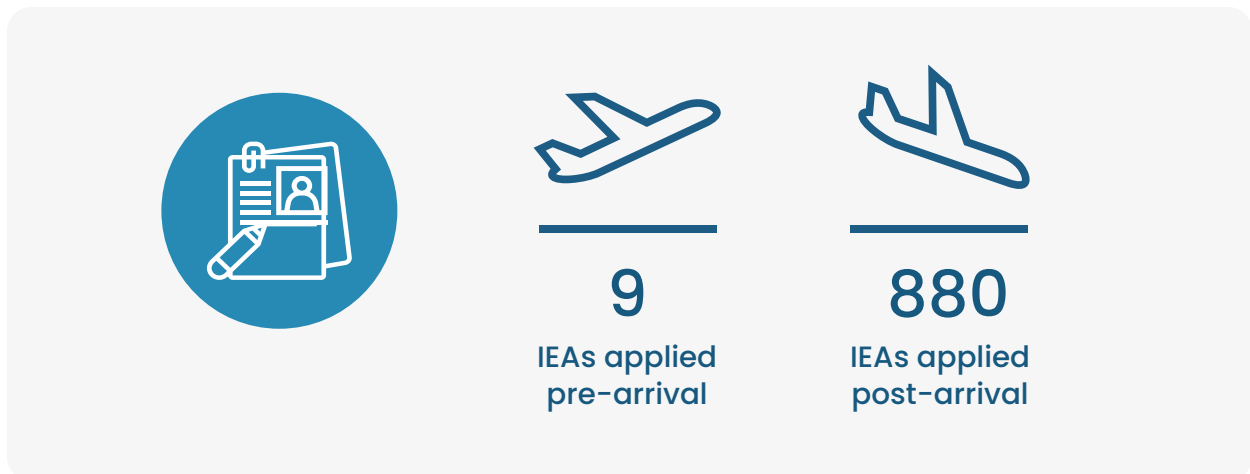 9
IEAs applied
pre-arrival
880
IEAs applied
post-arrival